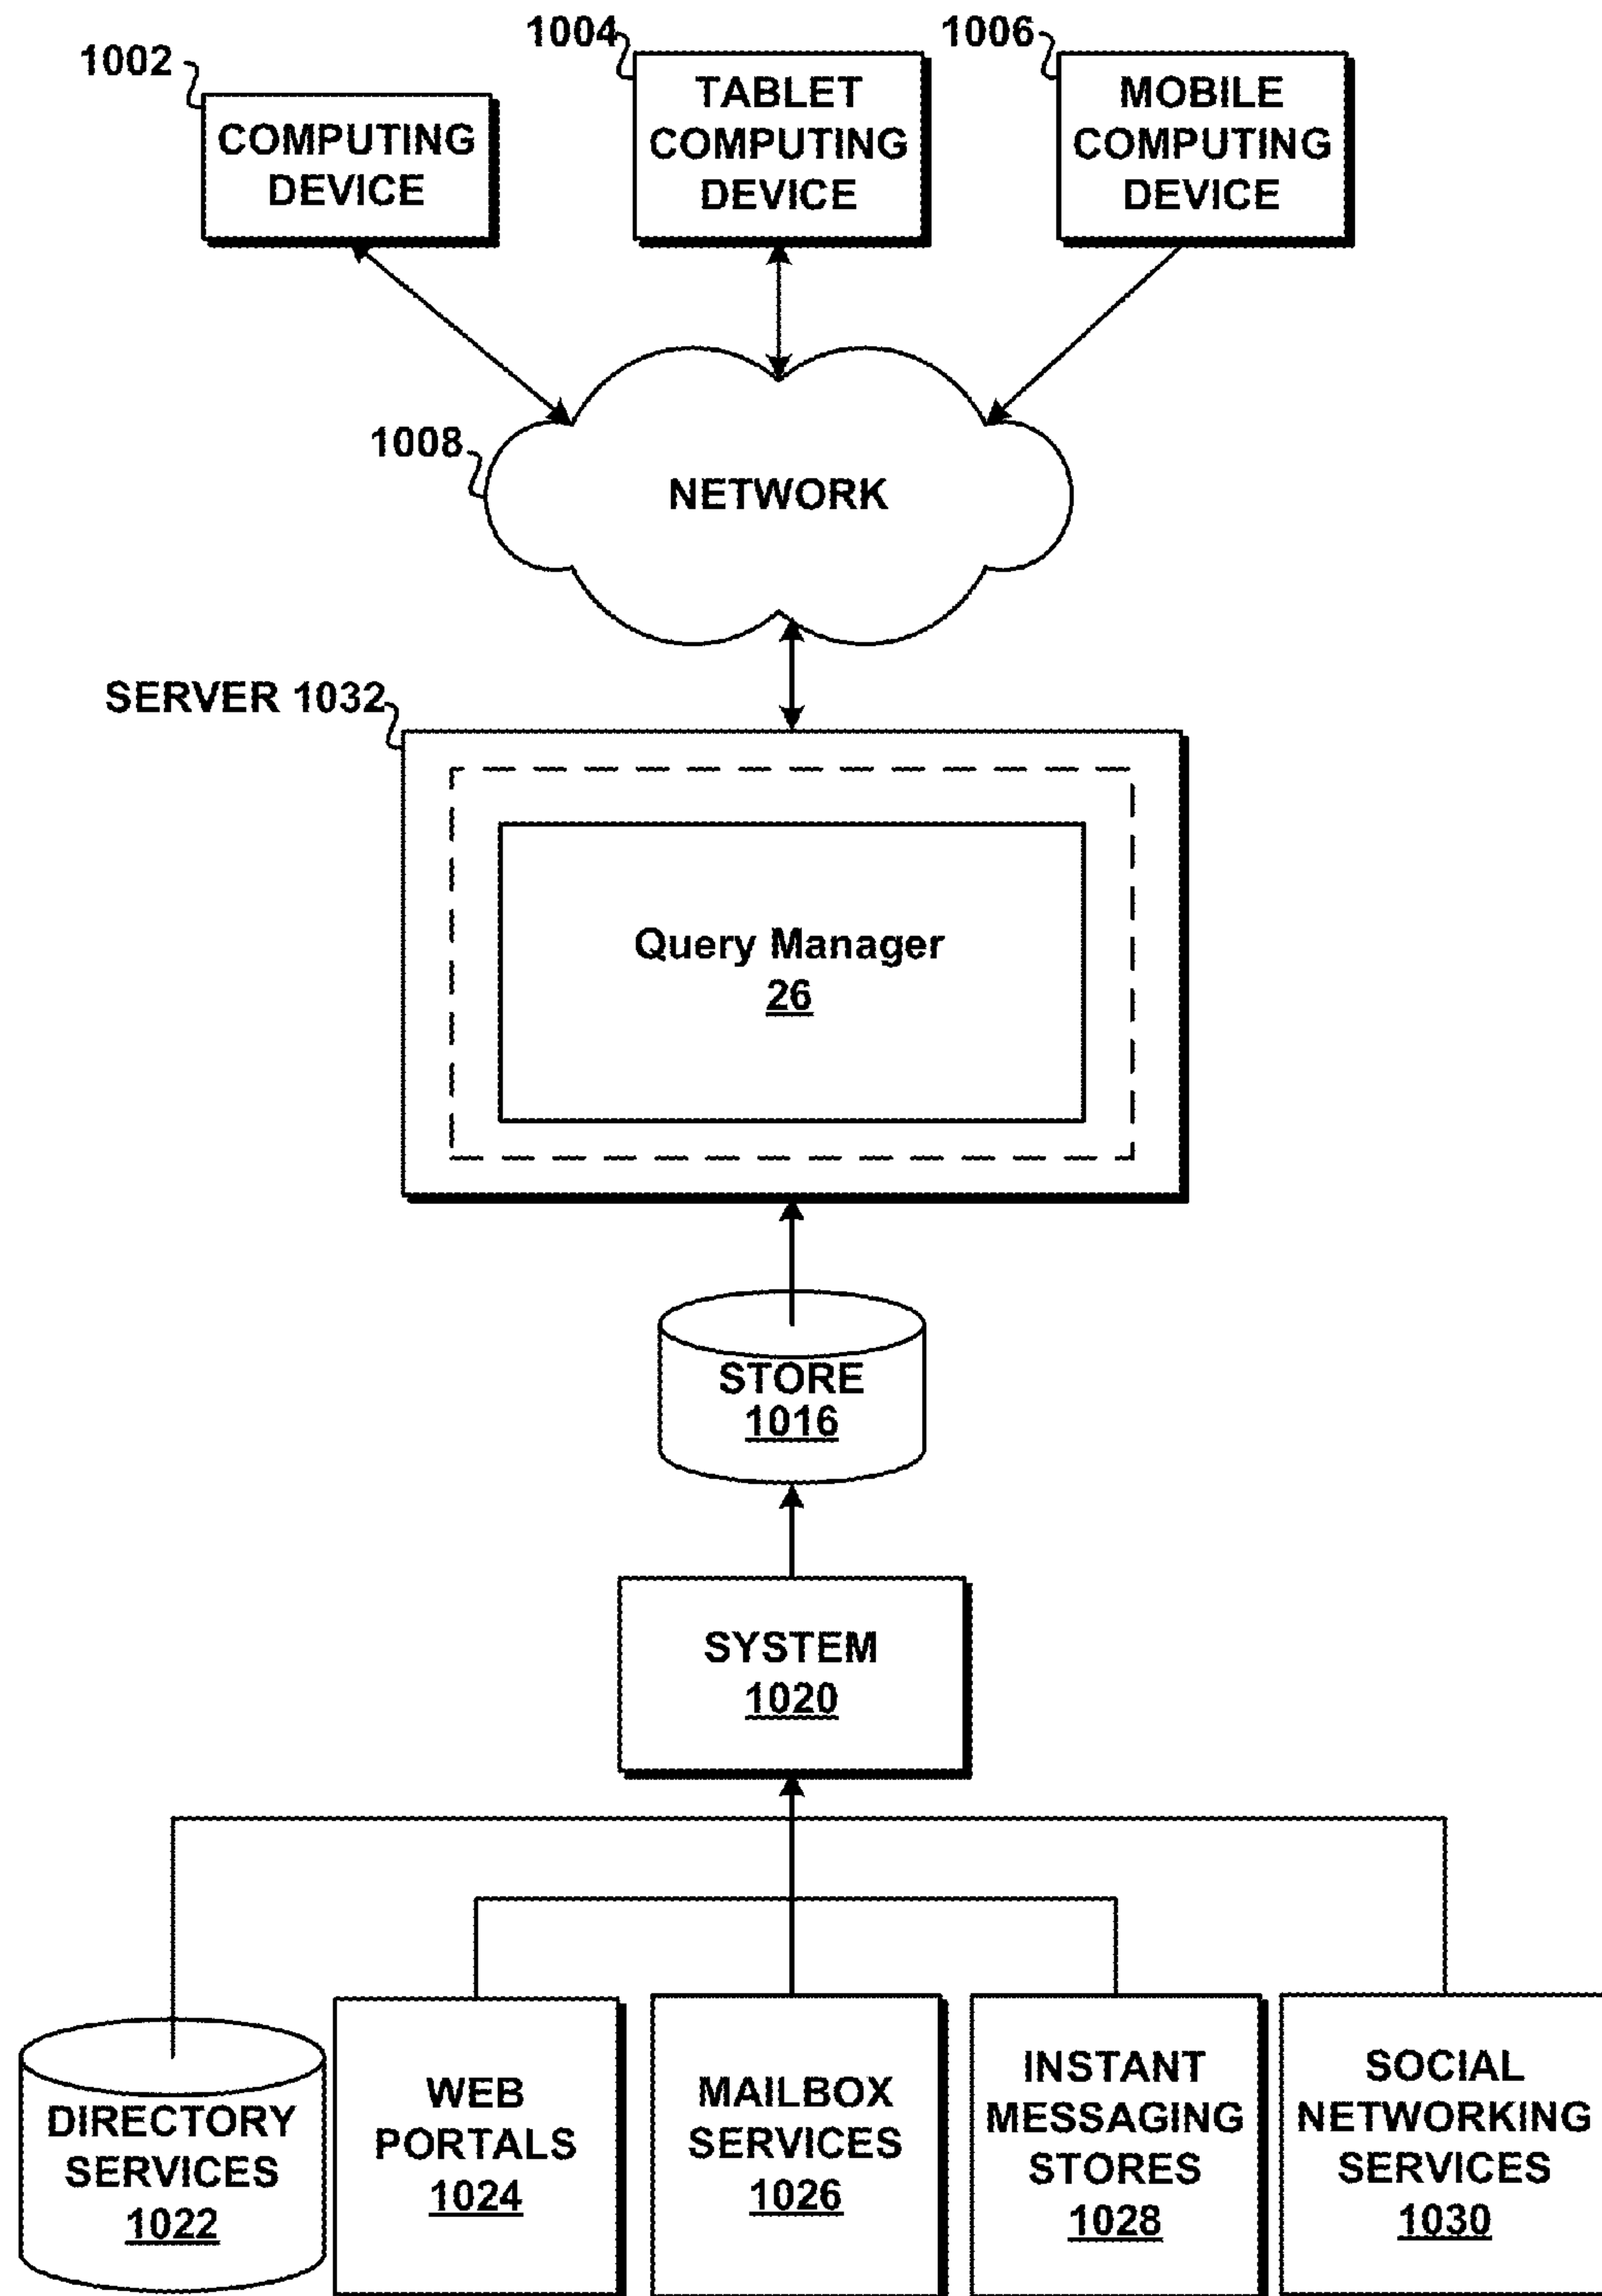 1002
COMPUTING
DEVICE
1004
TABLET
COMPUTING
DEVICE
1006
MOBILE
COMPUTING
DEVICE
1008
NETWORK
SERVER 1032
Query Manager
26
STORE
1016
SYSTEM
1020
DIRECTORY
SERVICES
1022
WEB
PORTALS
1024
MAILBOX
SERVICES
1026
INSTANT
MESSAGING
STORES
1028
SOCIAL
NETWORKING
SERVICES
1030